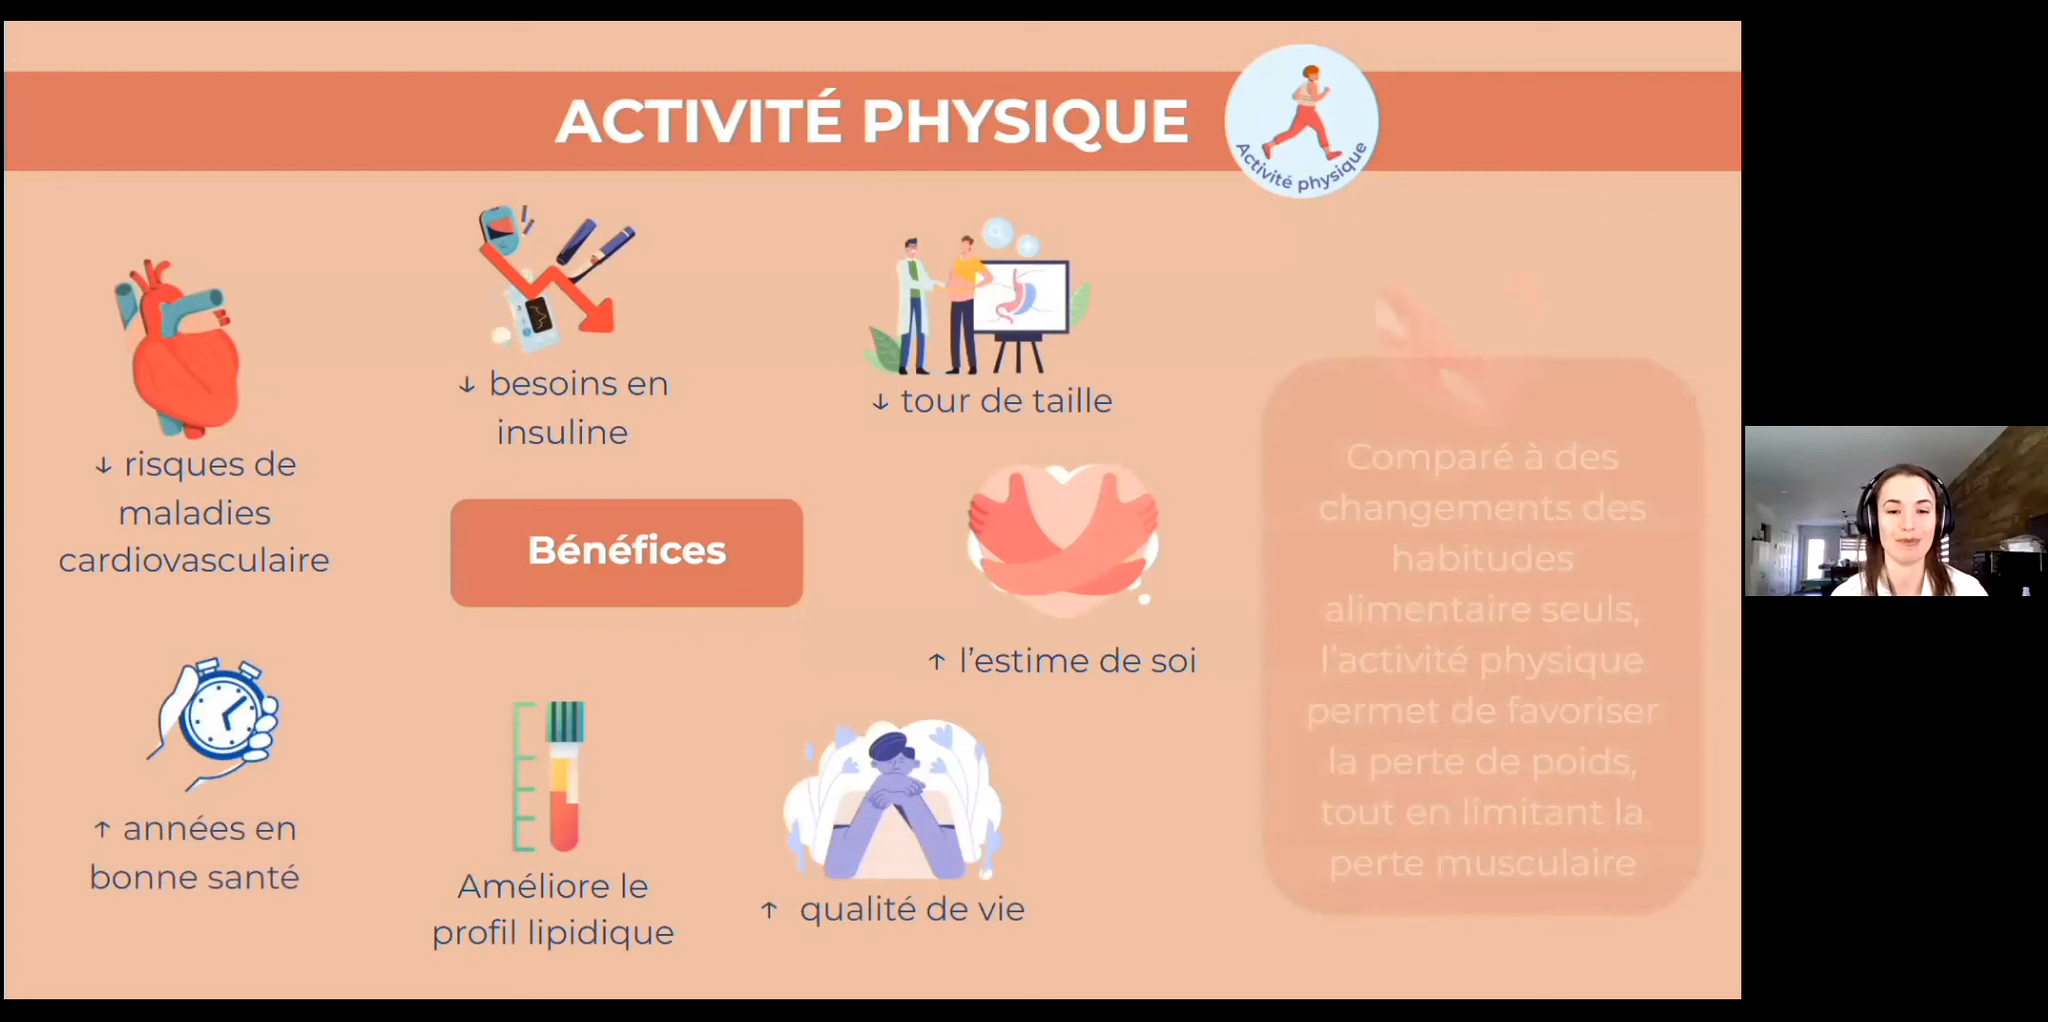 ACTIVITÉ PHYSIQUE
Activité physique
↓ besoins en
insuline
↓ tour de taille
↓ risques de
maladies
cardiovasculaire
Bénéfices
↑ l'estime de soi
↑ années en
bonne santé
Améliore le
profil lipidique
↑ qualité de vie
Comparé à des
changements des
habitudes
alimentaire seuls,
l'activité physique
permet de favoriser
la perte de poids,
tout en limitant la
perte musculaire